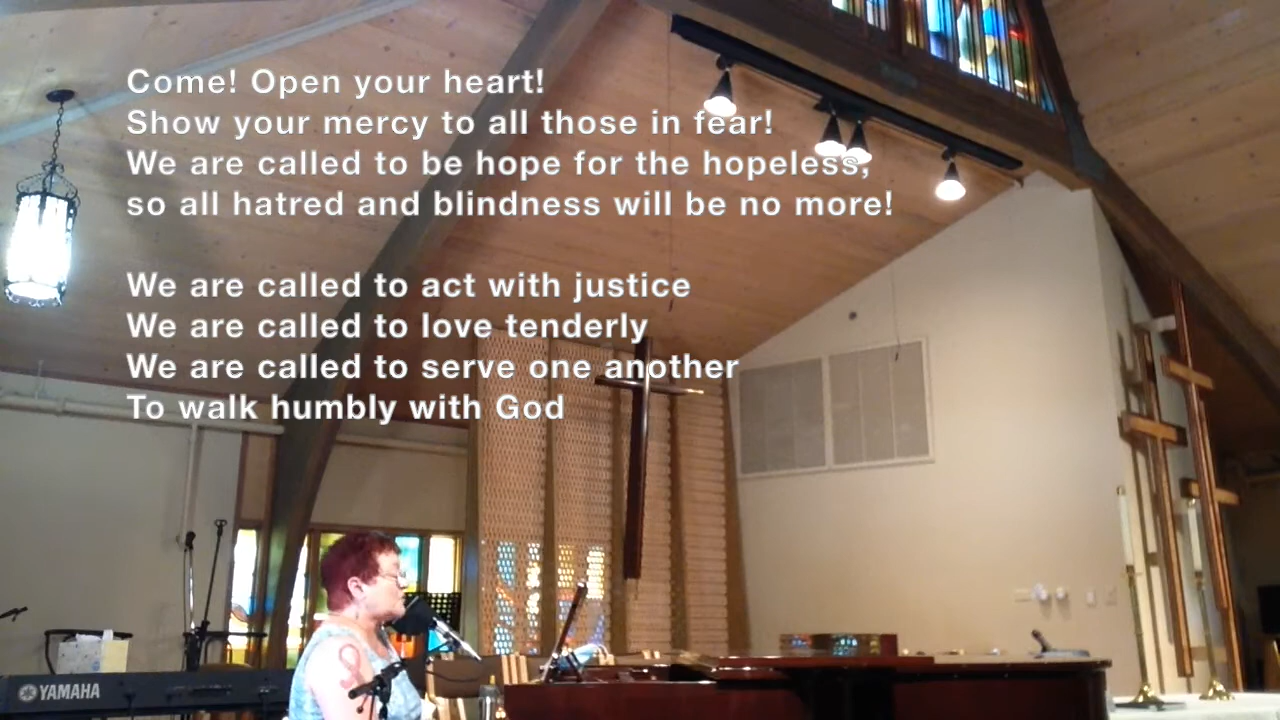 Come! Open your heart!
Show your mercy to all those in fear!
We are called to be hope for the hopeless,
so all hatred and blindness will be no more!
We are called to act with justice
We are called to love tenderly
We are called to serve one another
To walk humbly with God
YAMAHA